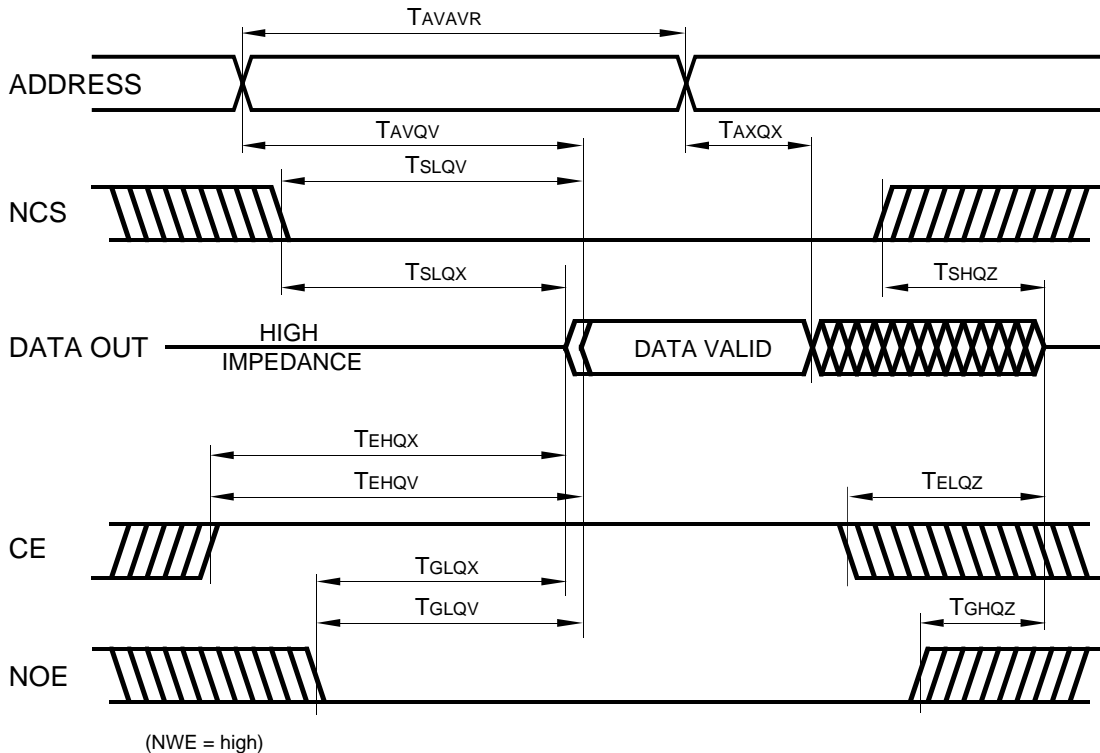 TAVAVR
ADDRESS
TAVQV
TAXQX
TSLQV
NCS
TSLQX
TSHQZ
DATA OUT
HIGH
IMPEDANCE
DATA VALID
TEHQX
TEHQV
TELQZ
CE
TGLQX
TGLQV
TGHQZ
NOE
(NWE = high)